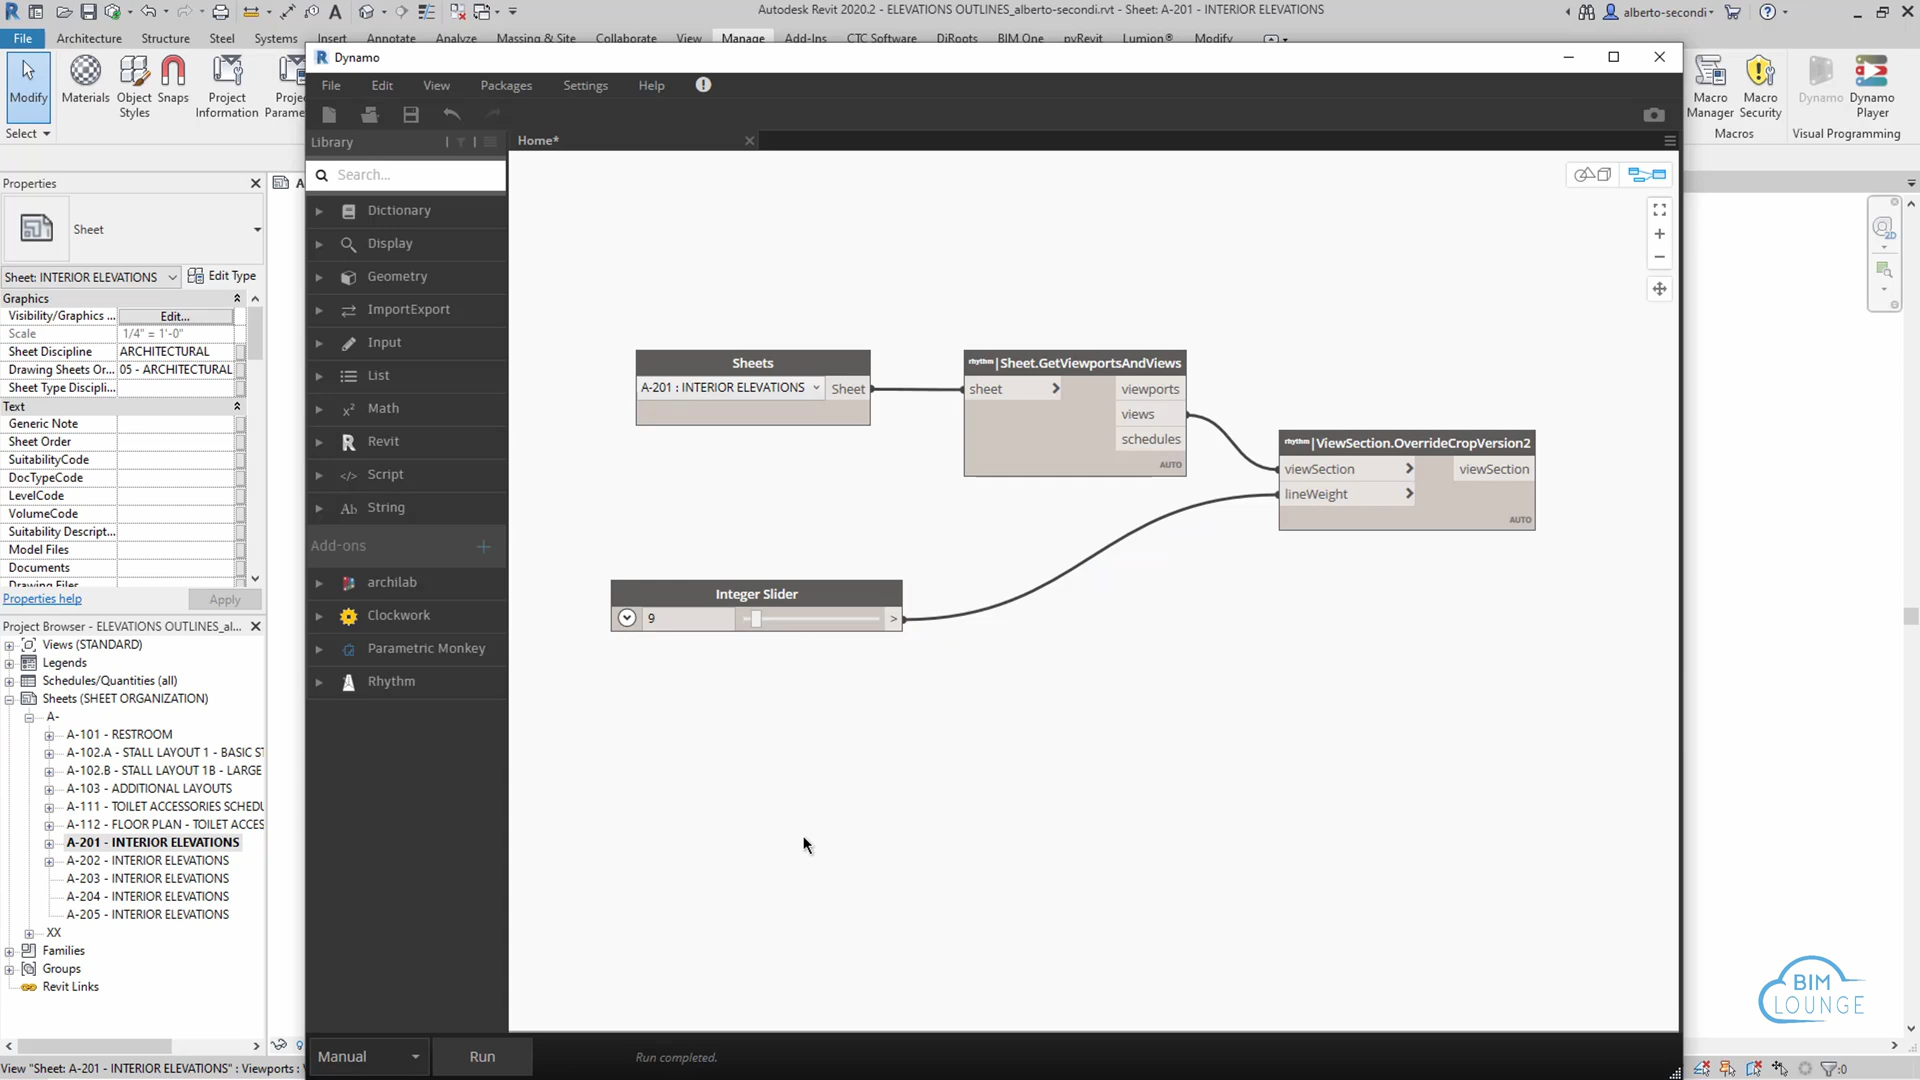 Autodesk Revit 2020.2 - ELEVATIONS OUTLINES_alberto-secondi.rvt - Sheet: A-201 - INTERIOR ELEVATIONS
alberto-secondi
File Architecture Structure Steel Systems Insert Annotate Analyze Massing & Site Collaborate View Manage Add-Ins CTC Software DiRoots BIM One pyRevit Lumion® Modify
Modify
Materials
Object Styles
Snaps
Project Information
Select
Macro Manager
Macro Security
Dynamo
Dynamo Player
Macros
Visual Programming
Dynamo
File Edit View Packages Settings Help
Library
Home*
Search...
Dictionary
Display
Geometry
ImportExport
Input
List
Math
Revit
Script
String
Add-ons
archilab
Clockwork
Parametric Monkey
Rhythm
Properties
Sheet
Sheet: INTERIOR ELEVATIONS
Edit Type
Graphics
Visibility/Graphics ... Edit...
Scale 1/4" = 1'-0"
Sheet Discipline ARCHITECTURAL
Drawing Sheets Or... 05 - ARCHITECTURAL
Sheet Type Discipli...
Text
Generic Note
Sheet Order
SuitabilityCode
DocTypeCode
LevelCode
VolumeCode
Suitability Descript...
Model Files
Documents
Drawing Files
Properties help
Apply
Project Browser - ELEVATIONS OUTLINES_al...
Views (STANDARD)
Legends
Schedules/Quantities (all)
Sheets (SHEET ORGANIZATION)
A-
A-101 - RESTROOM
A-102.A - STALL LAYOUT 1 - BASIC ST
A-102.B - STALL LAYOUT 1B - LARGE
A-103 - ADDITIONAL LAYOUTS
A-111 - TOILET ACCESSORIES SCHEDU
A-112 - FLOOR PLAN - TOILET ACCES
A-201 - INTERIOR ELEVATIONS
A-202 - INTERIOR ELEVATIONS
A-203 - INTERIOR ELEVATIONS
A-204 - INTERIOR ELEVATIONS
A-205 - INTERIOR ELEVATIONS
XX
Families
Groups
Revit Links
Sheets
A-201 : INTERIOR ELEVATIONS Sheet
rhythm|Sheet.GetViewportsAndViews
sheet > viewports
views
schedules
AUTO
rhythm|ViewSection.OverrideCropVersion2
viewSection > viewSection
lineWeight >
AUTO
Integer Slider
9 >
Manual Run Run completed.
View "Sheet: A-201 - INTERIOR ELEVATIONS" : Viewports :
:0
2D
BIM
LOUNGE